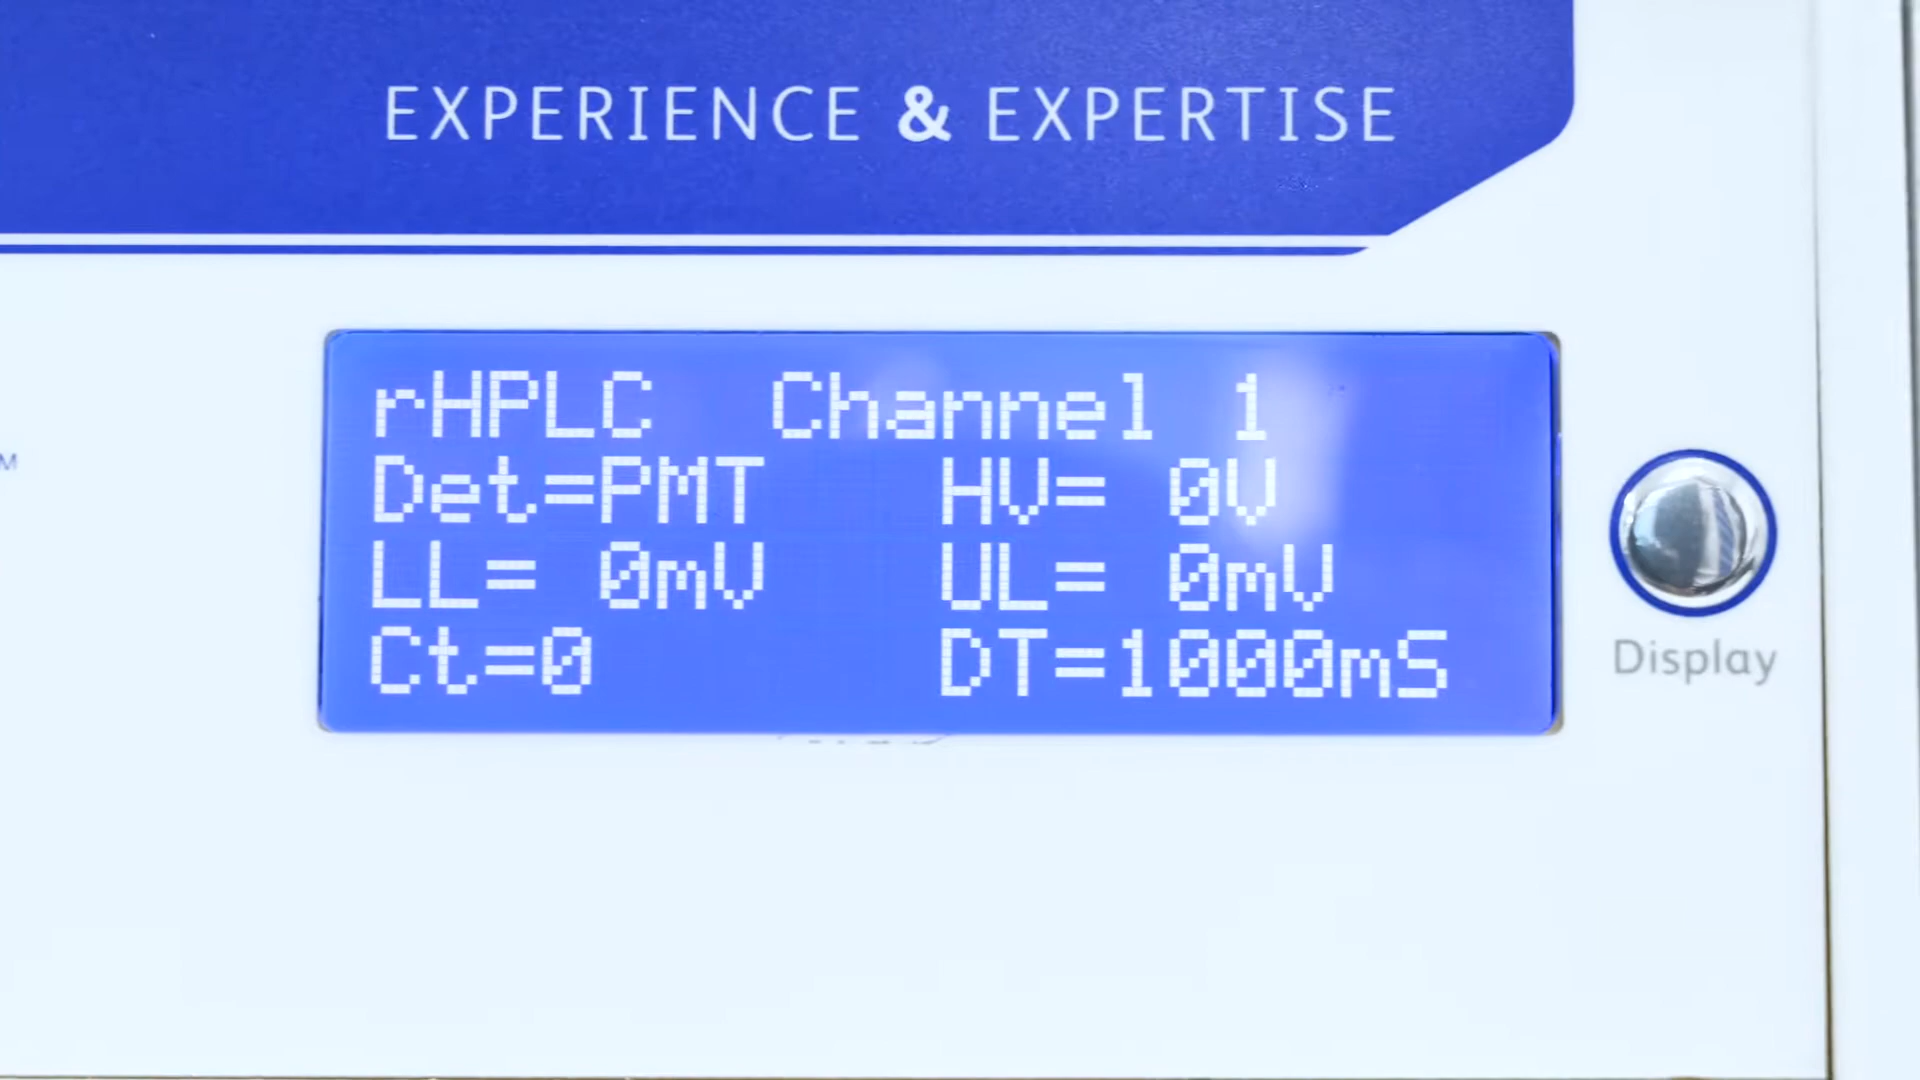 EXPERIENCE & EXPERTISE
rHPLC Channel 1
Det=PMT HV= 0V
LL= 0mV UL= 0mV
Ct=0 DT=1000mS
Display